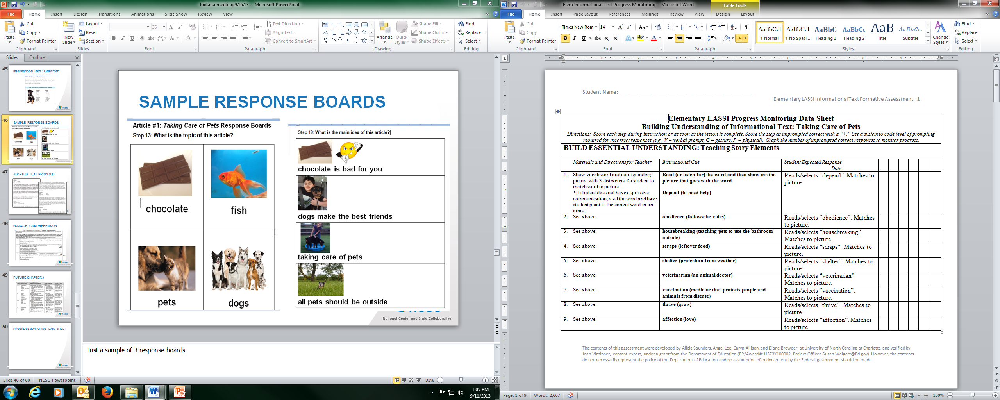 Indiana meeting 9.16.13 - Microsoft PowerPoint
File Home Insert Design Transitions Animations Slide Show Review View
Paste
Cut
Copy
Format Painter
Clipboard
New
Slide
Layout
Reset
Section
Slides
36
Font
Text Direction
Align Text
Convert to SmartArt
Paragraph
Arrange
Quick
Styles
Shape Fill
Shape Outline
Shape Effects
Drawing
Find
Replace
Select
Editing
Slides Outline
45
Informational Texts: Elementary
46
SAMPLE RESPONSE BOARDS
47
ADAPTED TEXT PROVIDED
48
PASSAGE COMPREHENSION
49
FUTURE CHAPTERS
50
PROGRESS MONITORING DATA SHEET
SAMPLE RESPONSE BOARDS
Article #1: Taking Care of Pets Response Boards
Step 13: What is the topic of this article?
chocolate
fish
pets
dogs
Step 19: What is the main idea of this article?
chocolate is bad for you
dogs make the best friends
taking care of pets
all pets should be outside
National Center and State Collaborative
Just a sample of 3 response boards
Slide 46 of 60 "NCSC_Powerpoint" 91%
1:05 PM
9/11/2013
Elem Informational Text Progress Monitoring - Microsoft Word
Table Tools
File Home Insert Page Layout References Mailings Review View Design Layout
Paste
Cut
Copy
Format Painter
Clipboard
Times New Rom 14
Font
Paragraph
AaBbCcI AaBbCcI AaBbC AaBbCc AaB AaBbCc.
¶ Normal ¶ No Spaci... Heading 1 Heading 2 Title Subtitle
Change
Styles
Styles
Find
Replace
Select
Editing
Student Name:
Elementary LASSI Informational Text Formative Assessment 1
Elementary LASSI Progress Monitoring Data Sheet
Building Understanding of Informational Text: Taking Care of Pets
Directions: Score each step during instruction or as soon as the lesson is complete. Score the step as unprompted correct with a “+.” Use a system to code level of prompting
required for incorrect responses (e.g., V = verbal prompt, G = gesture, P = physical). Graph the number of unprompted correct responses to monitor progress.
BUILD ESSENTIAL UNDERSTANDING: Teaching Story Elements
Materials and Directions for Teacher
Instructional Cue
Student Expected Response
Date:
1. Show vocab word and corresponding
picture with 3 distracters for student to
match word to picture.
*If student does not have expressive
communication, read the word and have
student point to the correct word in an
array.
Read (or listen for) the word and then show me the
picture that goes with the word.
Depend (to need help)
Reads/selects “depend”. Matches to
picture.
2. See above.
obedience (follows the rules)
Reads/selects “obedience”. Matches
to picture.
3. See above.
housebreaking (teaching pets to use the bathroom
outside)
Reads/selects “housebreaking”.
Matches to picture.
4. See above.
scraps (leftover food)
Reads/selects “scraps”. Matches to
picture.
5. See above.
shelter (protection from weather)
Reads/selects “shelter”. Matches to
picture.
6. See above.
veterinarian (an animal doctor)
Reads/selects “veterinarian”.
Matches to picture.
7. See above.
vaccination (medicine that protects people and
animals from disease)
Reads/selects “vaccination”.
Matches to picture.
8. See above.
thrive (grow)
Reads/selects “thrive”. Matches to
picture.
9. See above.
affection (love)
Reads/selects “affection”. Matches
to picture.
The contents of this assessment were developed by Alicia Saunders, Angel Lee, Caryn Allison, and Diane Browder at University of North Carolina at Charlotte and verified by
Jean Vintinner, content expert, under a grant from the Department of Education (PR/Award #: H373X100002, Project Officer, Susan.Weigert@Ed.gov). However, the contents
do not necessarily represent the policy of the Department of Education and no assumption of endorsement by the Federal government should be made.
Page: 1 of 9 Words: 2,607 100%